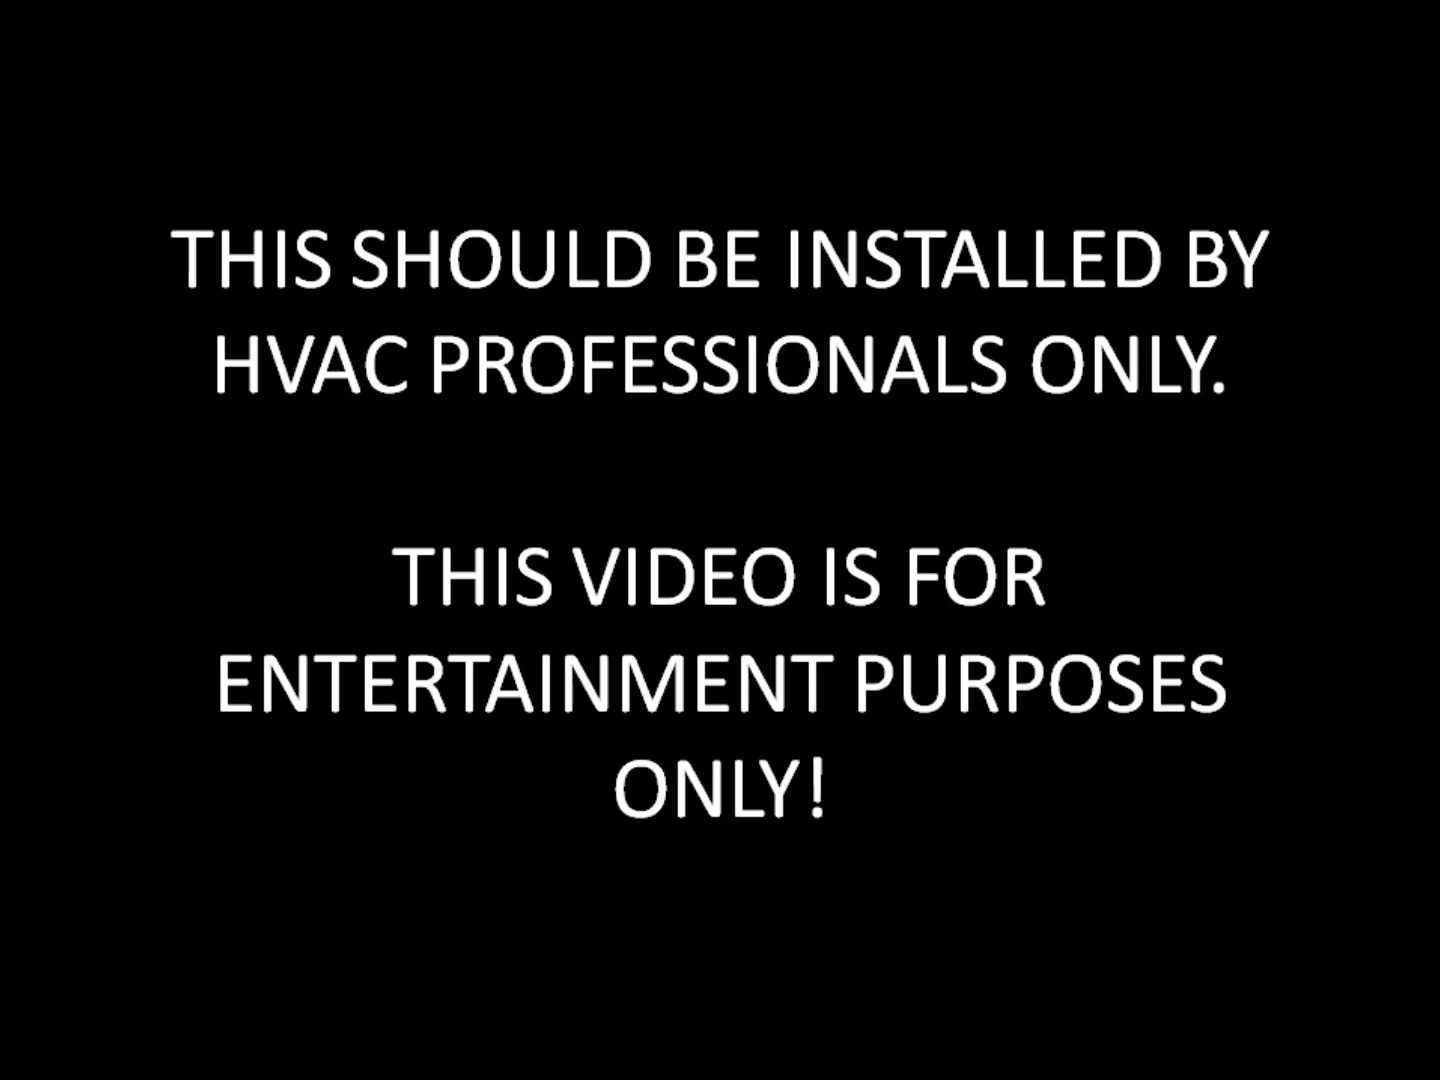 THIS SHOULD BE INSTALLED BY
HVAC PROFESSIONALS ONLY.
THIS VIDEO IS FOR
ENTERTAINMENT PURPOSES
ONLY!